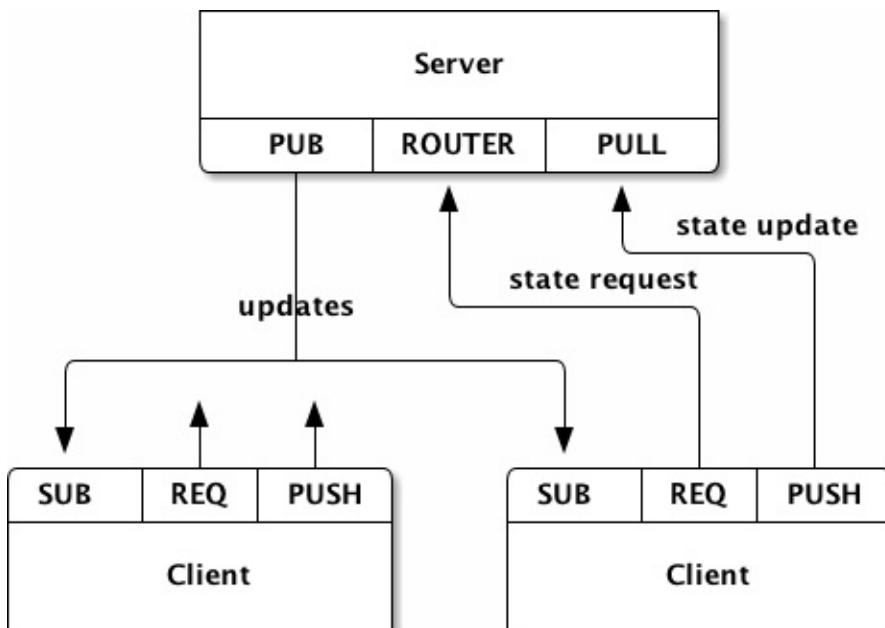 Server
PUB ROUTER PULL
state update
state request
updates
SUB REQ PUSH SUB REQ PUSH
Client Client